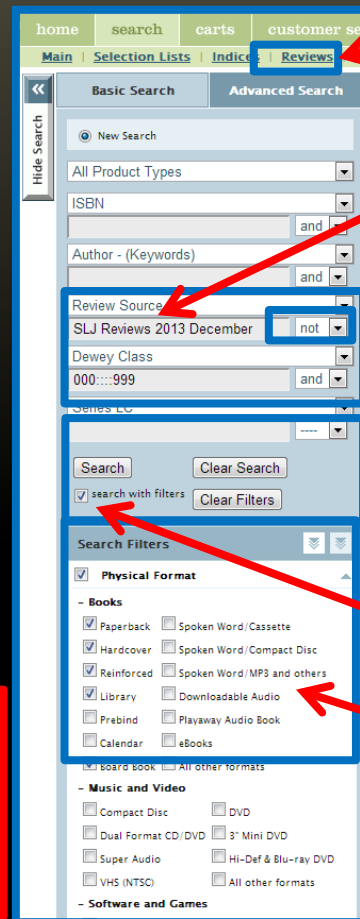 home search carts customer se
Main | Selection Lists | Indices | Reviews
«
Hide Search
Basic Search Advanced Search
New Search
All Product Types
ISBN
and
Author - (Keywords)
and
Review Source
SLJ Reviews 2013 December not
Dewey Class
000::::999 and
Series LC
----
Search Clear Search
search with filters Clear Filters
Search Filters
Physical Format
– Books
Paperback Spoken Word/Cassette
Hardcover Spoken Word/Compact Disc
Reinforced Spoken Word/MP3 and others
Library Downloadable Audio
Prebind Playaway Audio Book
Calendar eBooks
Board Book All other formats
– Music and Video
Compact Disc DVD
Dual Format CD/DVD 3" Mini DVD
Super Audio Hi-Def & Blu-ray DVD
VHS (NTSC) All other formats
– Software and Games